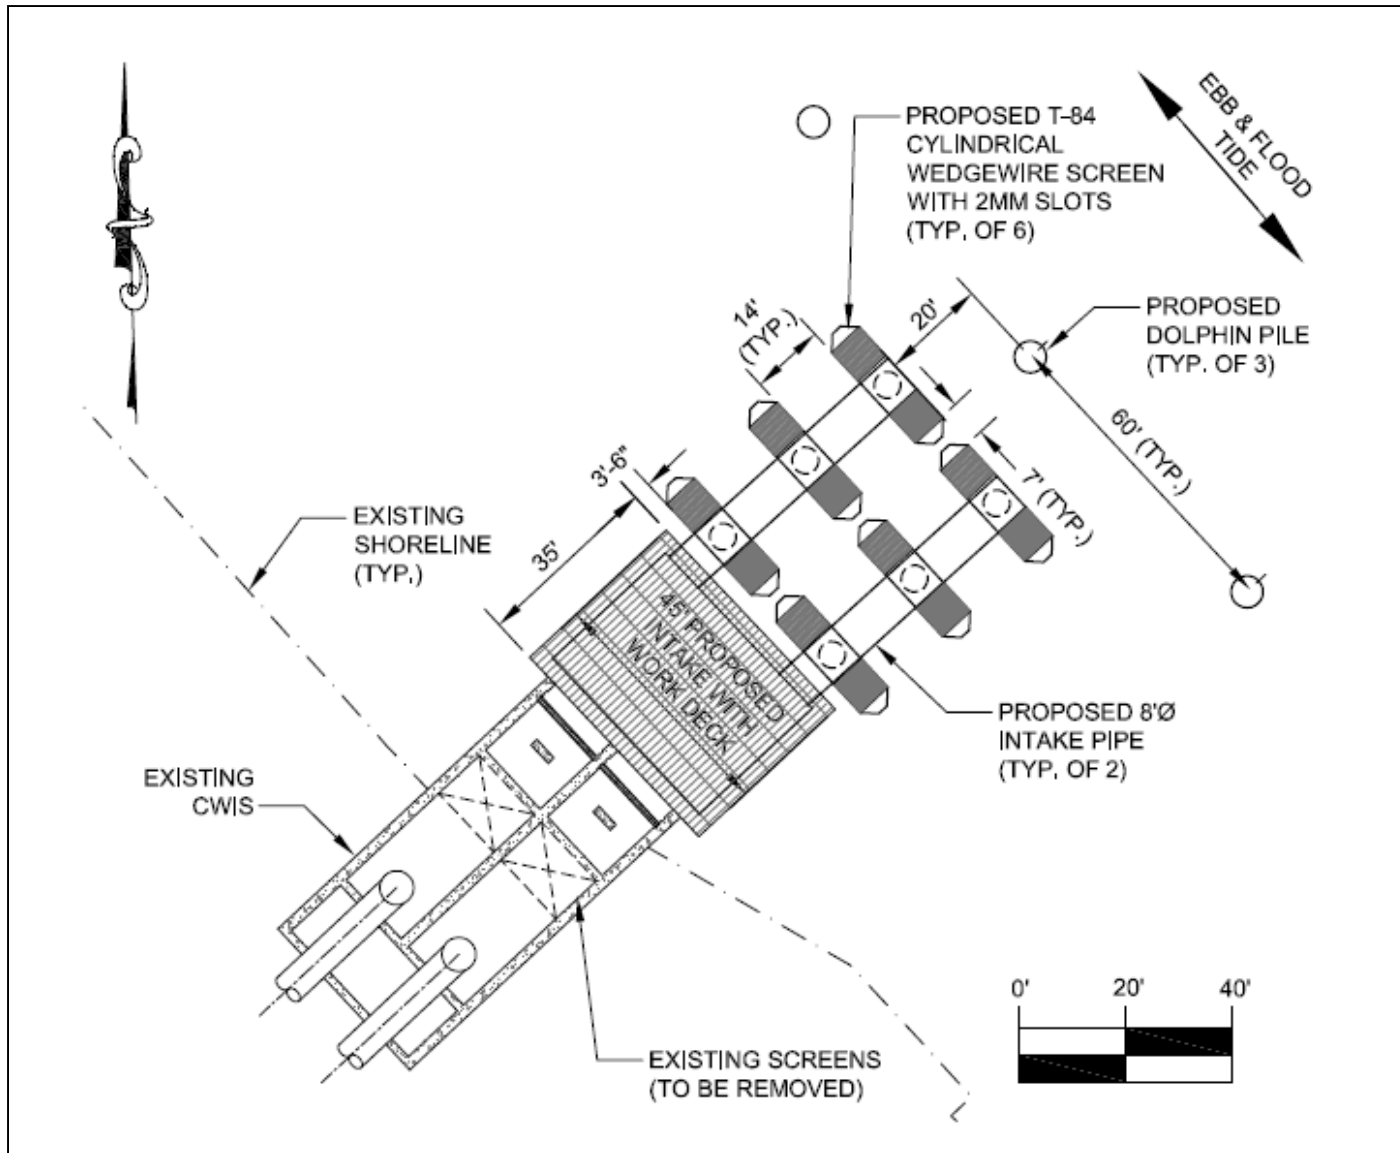 PROPOSED T-84
CYLINDRICAL
WEDGEWIRE SCREEN
WITH 2MM SLOTS
(TYP. OF 6)
EBB & FLOOD
TIDE
PROPOSED
DOLPHIN PILE
(TYP. OF 3)
14'
(TYP.)
20'
60' (TYP.)
7' (TYP.)
3'-6"
35'
EXISTING
SHORELINE
(TYP.)
45' PROPOSED
INTAKE WITH
WORK DECK
PROPOSED 8'Ø
INTAKE PIPE
(TYP. OF 2)
EXISTING
CWIS
EXISTING SCREENS
(TO BE REMOVED)
0' 20' 40'